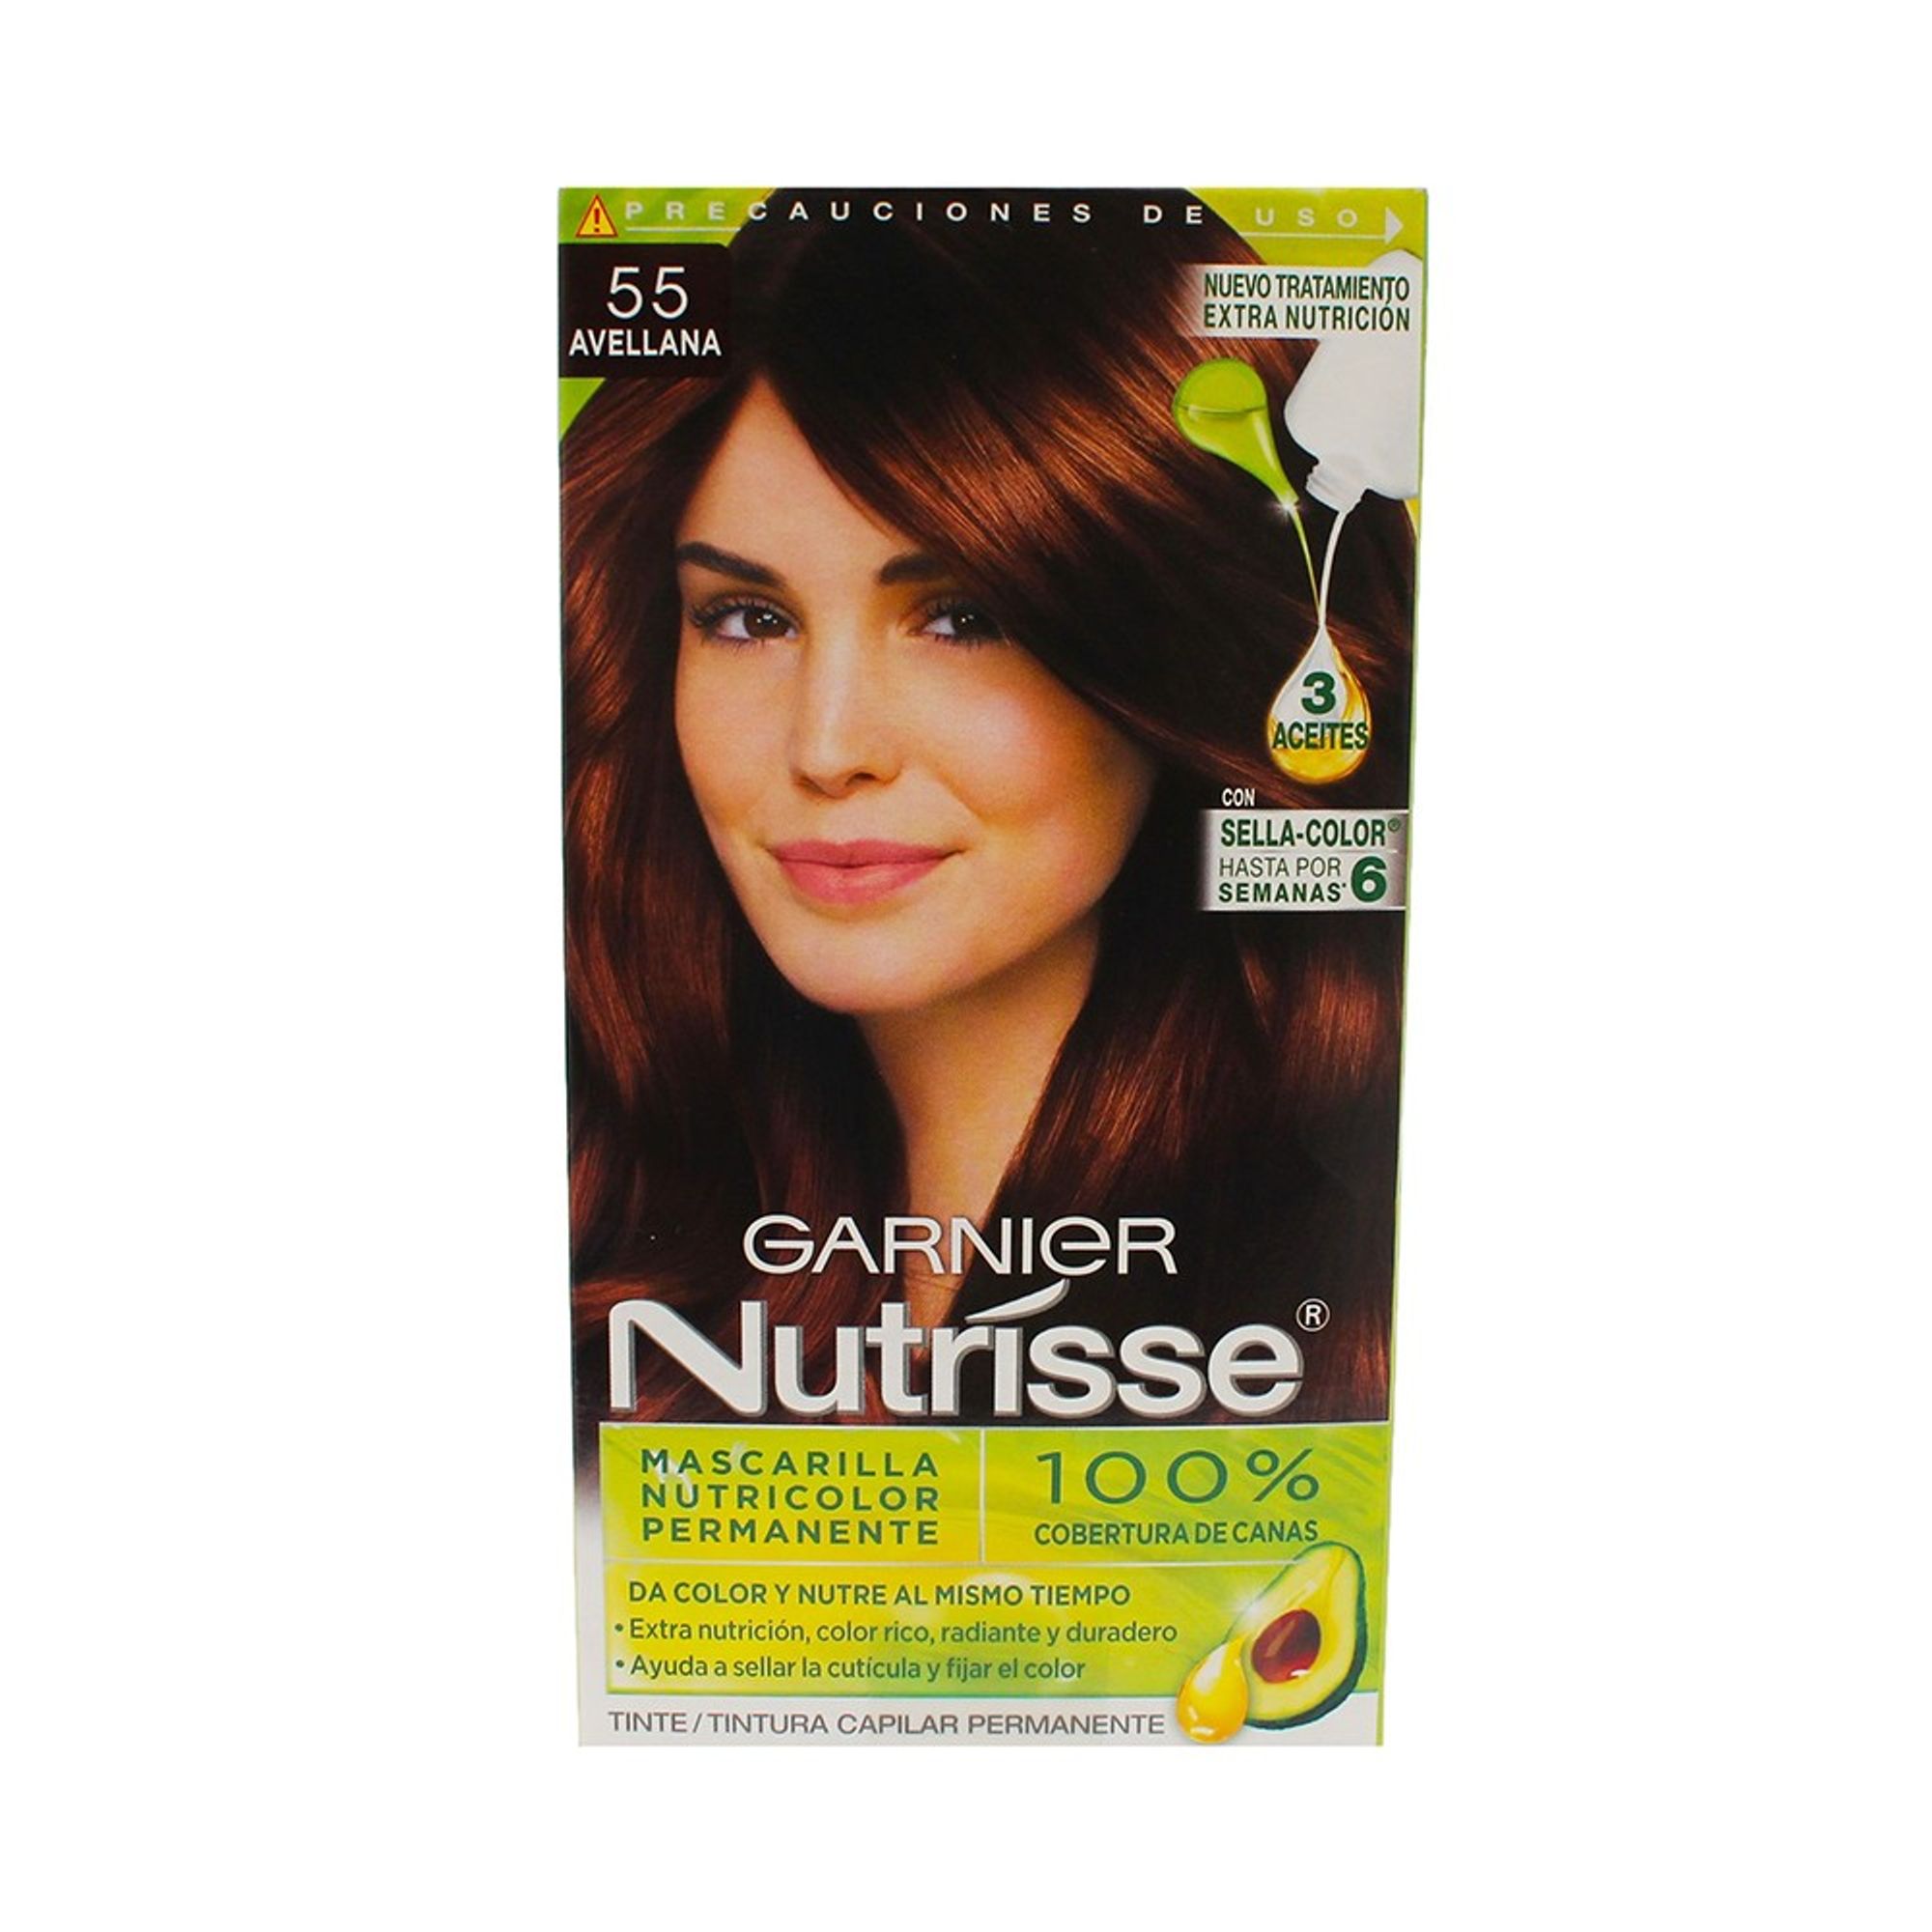 PRECAUCIONES DE USO
55
AVELLANA
NUEVO TRATAMIENTO
EXTRA NUTRICIÓN
3
ACEITES
CON
SELLA-COLOR®
HASTA POR
SEMANAS* 6
GARNIER
Nutrisse®
MASCARILLA
NUTRICOLOR
PERMANENTE
100%
COBERTURA DE CANAS
DA COLOR Y NUTRE AL MISMO TIEMPO
• Extra nutrición, color rico, radiante y duradero
• Ayuda a sellar la cutícula y fijar el color
TINTE / TINTURA CAPILAR PERMANENTE